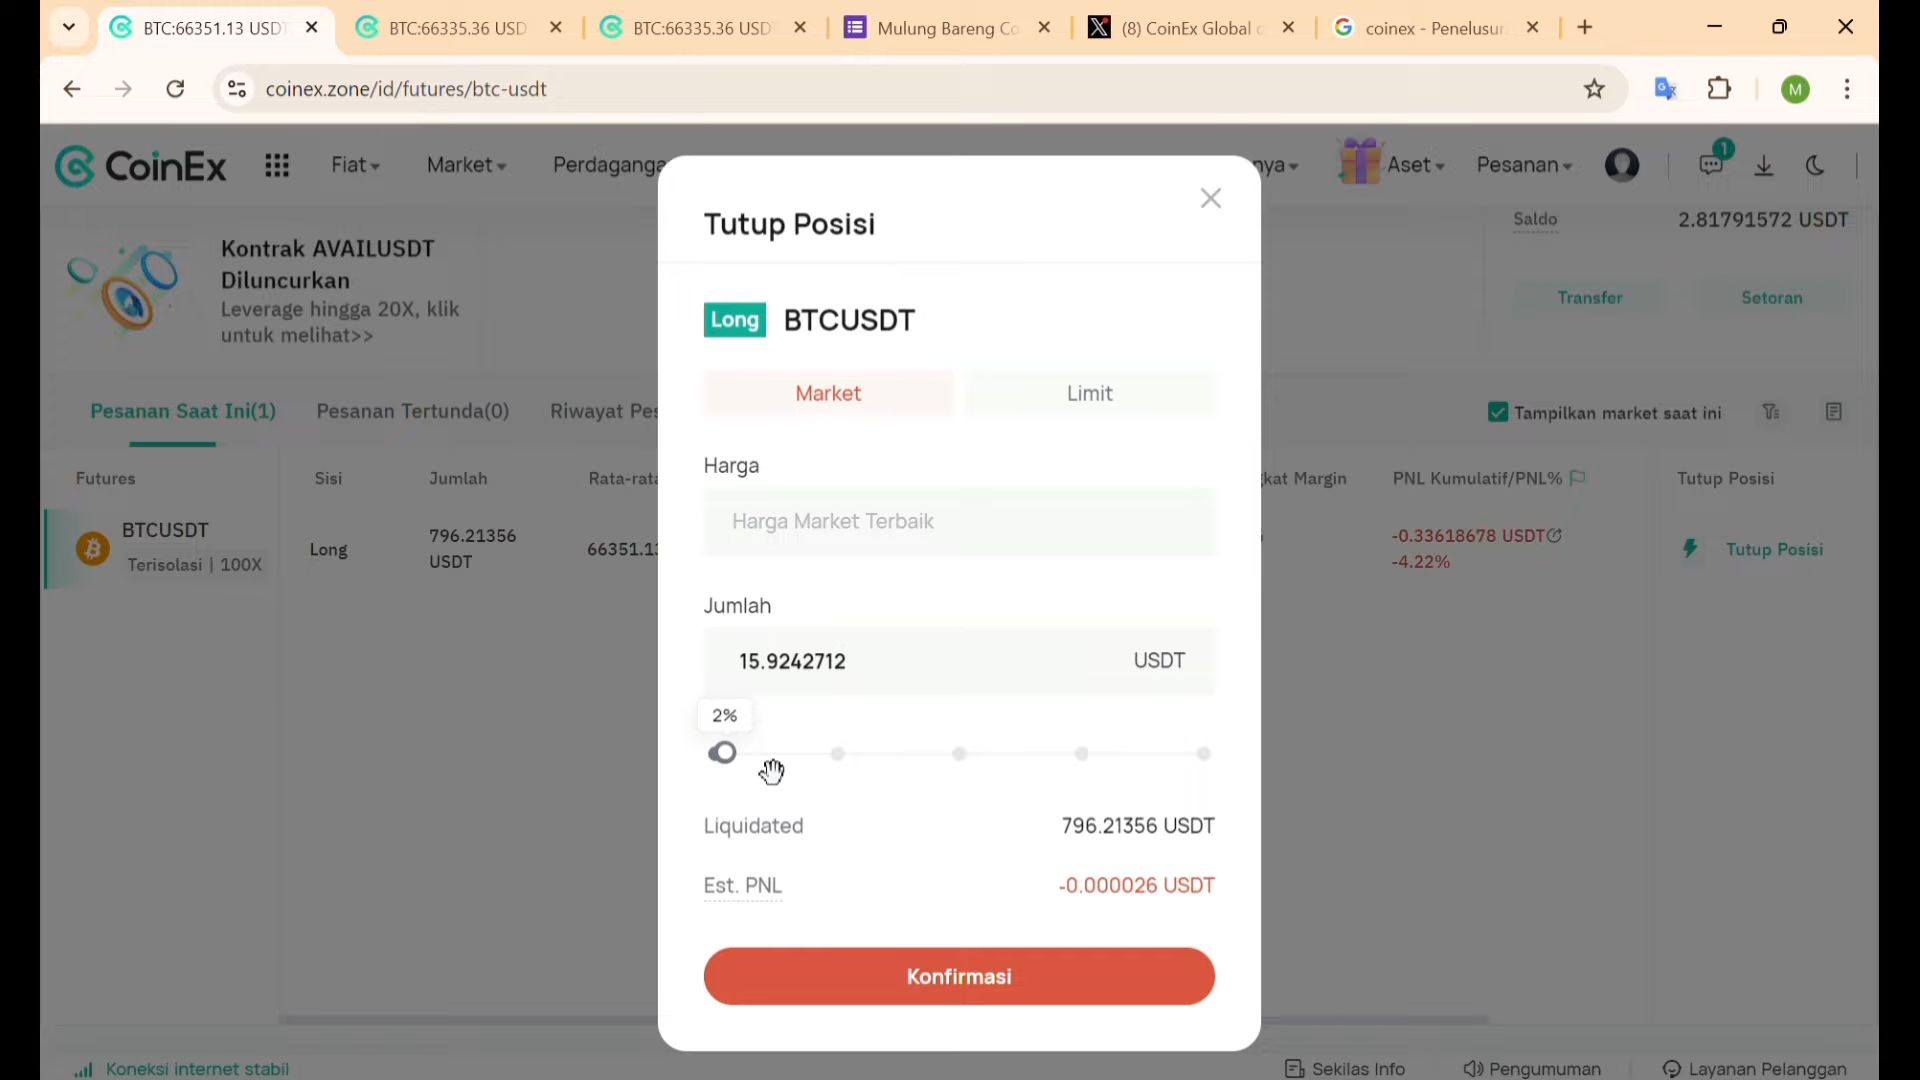 BTC:66351.13 USDT
BTC:66335.36 USD
BTC:66335.36 USD
Mulung Bareng Co
(8) CoinEx Global
coinex - Penelusur
coinex.zone/id/futures/btc-usdt
M
CoinEx
Fiat
Market
Perdaganga
nya
Aset
Pesanan
1
Kontrak AVAILUSDT
Diluncurkan
Leverage hingga 20X, klik
untuk melihat>>
Saldo
2.81791572 USDT
Transfer
Setoran
Pesanan Saat Ini(1)
Pesanan Tertunda(0)
Riwayat Pes
Tampilkan market saat ini
Futures
Sisi
Jumlah
Rata-rata
kat Margin
PNL Kumulatif/PNL%
Tutup Posisi
BTCUSDT
Terisolasi | 100X
Long
796.21356
USDT
66351.13
-0.33618678 USDT
-4.22%
Tutup Posisi
Tutup Posisi
Long BTCUSDT
Market
Limit
Harga
Harga Market Terbaik
Jumlah
15.9242712
USDT
2%
Liquidated
796.21356 USDT
Est. PNL
-0.000026 USDT
Konfirmasi
Koneksi internet stabil
Sekilas Info
Pengumuman
Layanan Pelanggan